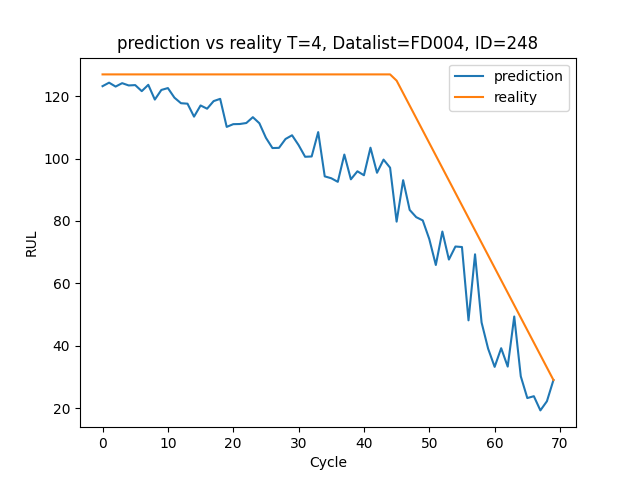 prediction vs reality T=4, Datalist=FD004, ID=248
prediction
reality
RUL
120
100
80
60
40
20
0 10 20 30 40 50 60 70
Cycle